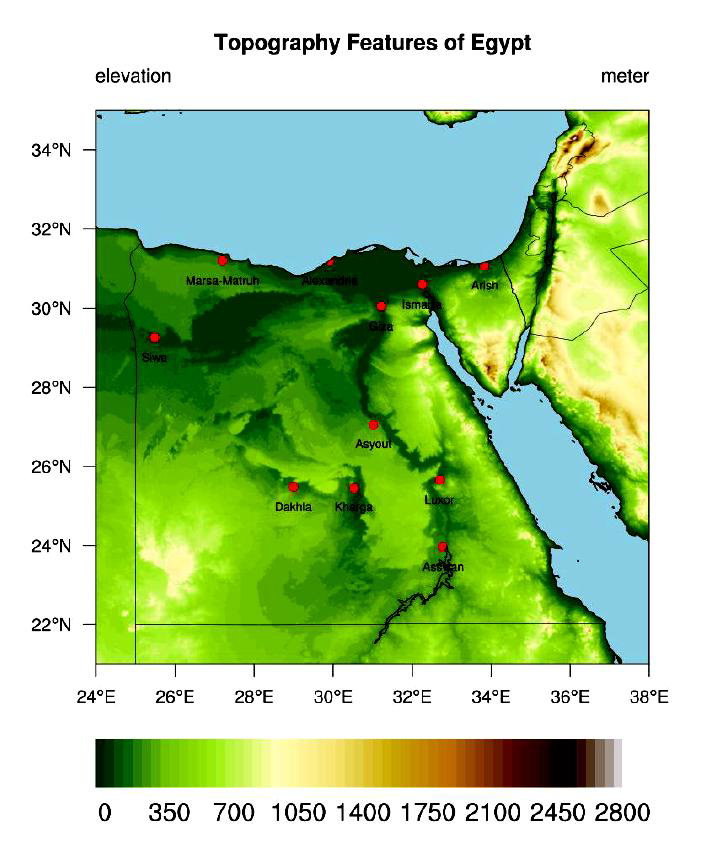 Topography Features of Egypt
elevation meter
34°N
32°N
30°N
28°N
26°N
24°N
22°N
Marsa-Matruh
Alexandria
Arish
Ismailia
Giza
Siwa
Asyout
Dakhla
Kharga
Luxor
Asswan
24°E 26°E 28°E 30°E 32°E 34°E 36°E 38°E
0 350 700 1050 1400 1750 2100 2450 2800